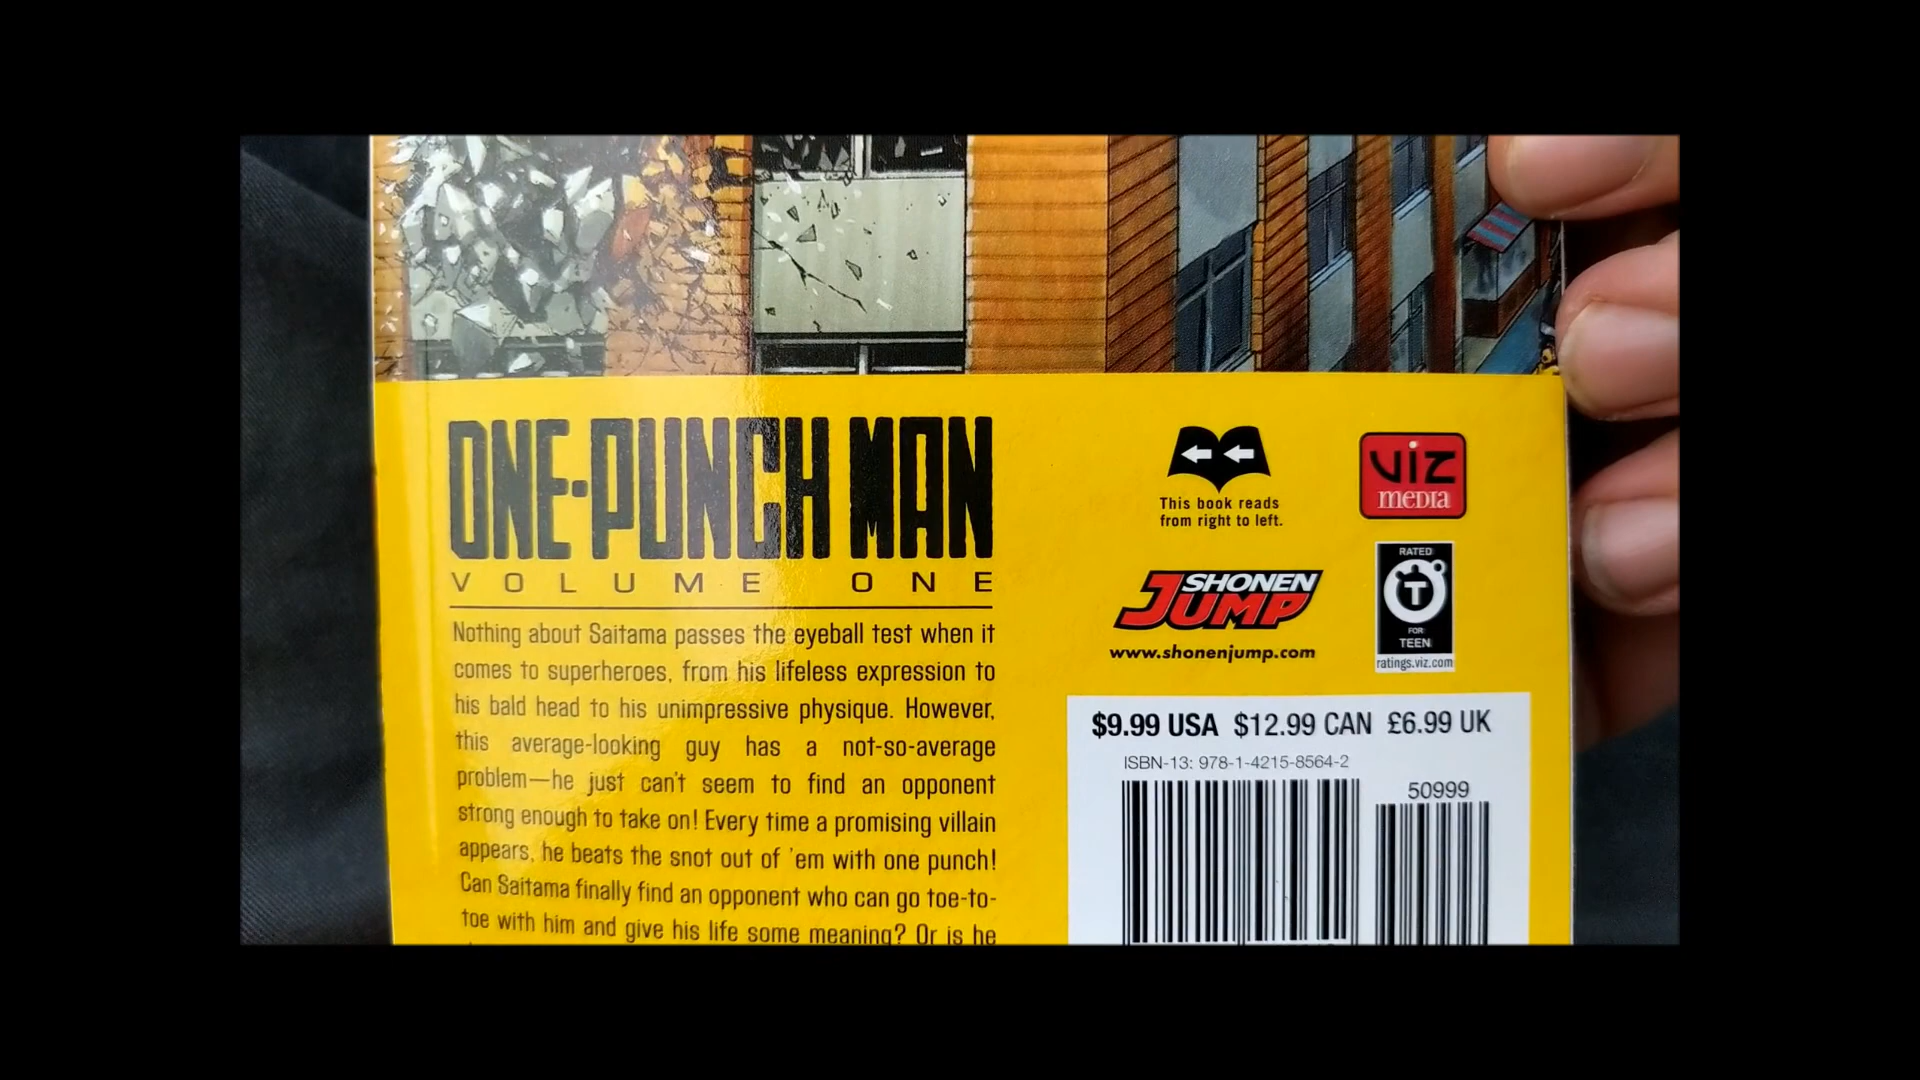 ONE-PUNCH MAN
VOLUME ONE
Nothing about Saitama passes the eyeball test when it
comes to superheroes, from his lifeless expression to
his bald head to his unimpressive physique. However,
this average-looking guy has a not-so-average
problem—he just can't seem to find an opponent
strong enough to take on! Every time a promising villain
appears, he beats the snot out of 'em with one punch!
Can Saitama finally find an opponent who can go toe-to-
toe with him and give his life some meaning? Or is he
This book reads
from right to left.
VIZ
media
SHONEN
JUMP
www.shonenjump.com
RATED
T
FOR
TEEN
ratings.viz.com
$9.99 USA $12.99 CAN £6.99 UK
ISBN-13: 978-1-4215-8564-2
50999